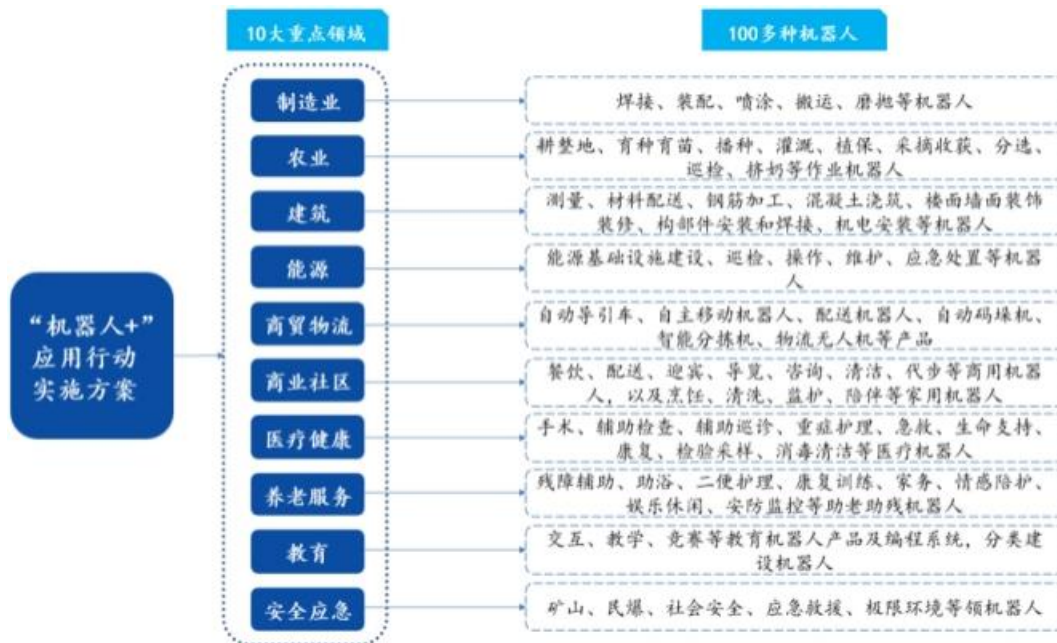 10大重点领域
100多种机器人
“机器人+”
应用行动
实施方案
制造业
焊接、装配、喷涂、搬运、磨抛等机器人
农业
耕整地、育种育苗、播种、灌溉、植保、采摘收获、分选、
巡检、挤奶等作业机器人
建筑
测量、材料配送、钢筋加工、混凝土浇筑、楼面墙面装饰
装修、构部件安装和焊接、机电安装等机器人
能源
能源基础设施建设、巡检、操作、维护、应急处置等机器
人
商贸物流
自动导引车、自主移动机器人、配送机器人、自动码垛机、
智能分拣机、物流无人机等产品
商业社区
餐饮、配送、迎宾、导览、咨询、清洁、代步等商用机器
人，以及烹饪、清洗、监护、陪伴等家用机器人
医疗健康
手术、辅助检查、辅助巡诊、重症护理、急救、生命支持、
康复、检验采样、消毒清洁等医疗机器人
养老服务
残障辅助、助浴、二便护理、康复训练、家务、情感陪护、
娱乐休闲、安防监控等助老助残机器人
教育
交互、教学、竞赛等教育机器人产品及编程系统，分类建
设机器人
安全应急
矿山、民爆、社会安全、应急救援、极限环境等领机器人